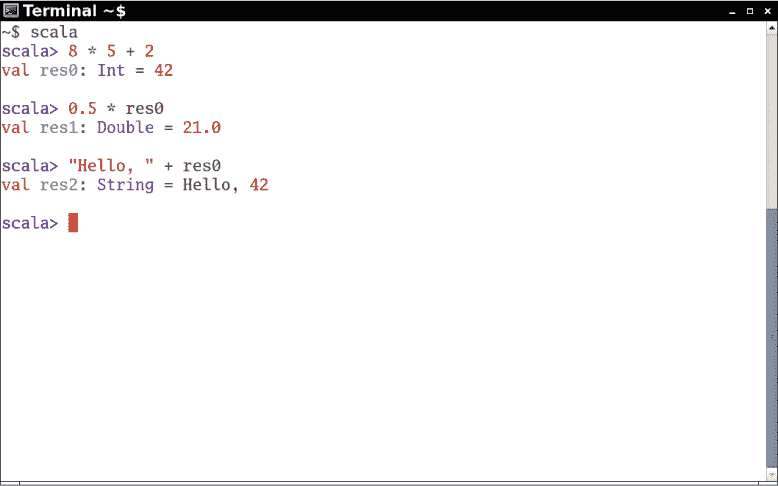 Terminal ~$
~$ scala
scala> 8 * 5 + 2
val res0: Int = 42
scala> 0.5 * res0
val res1: Double = 21.0
scala> "Hello, " + res0
val res2: String = Hello, 42
scala>